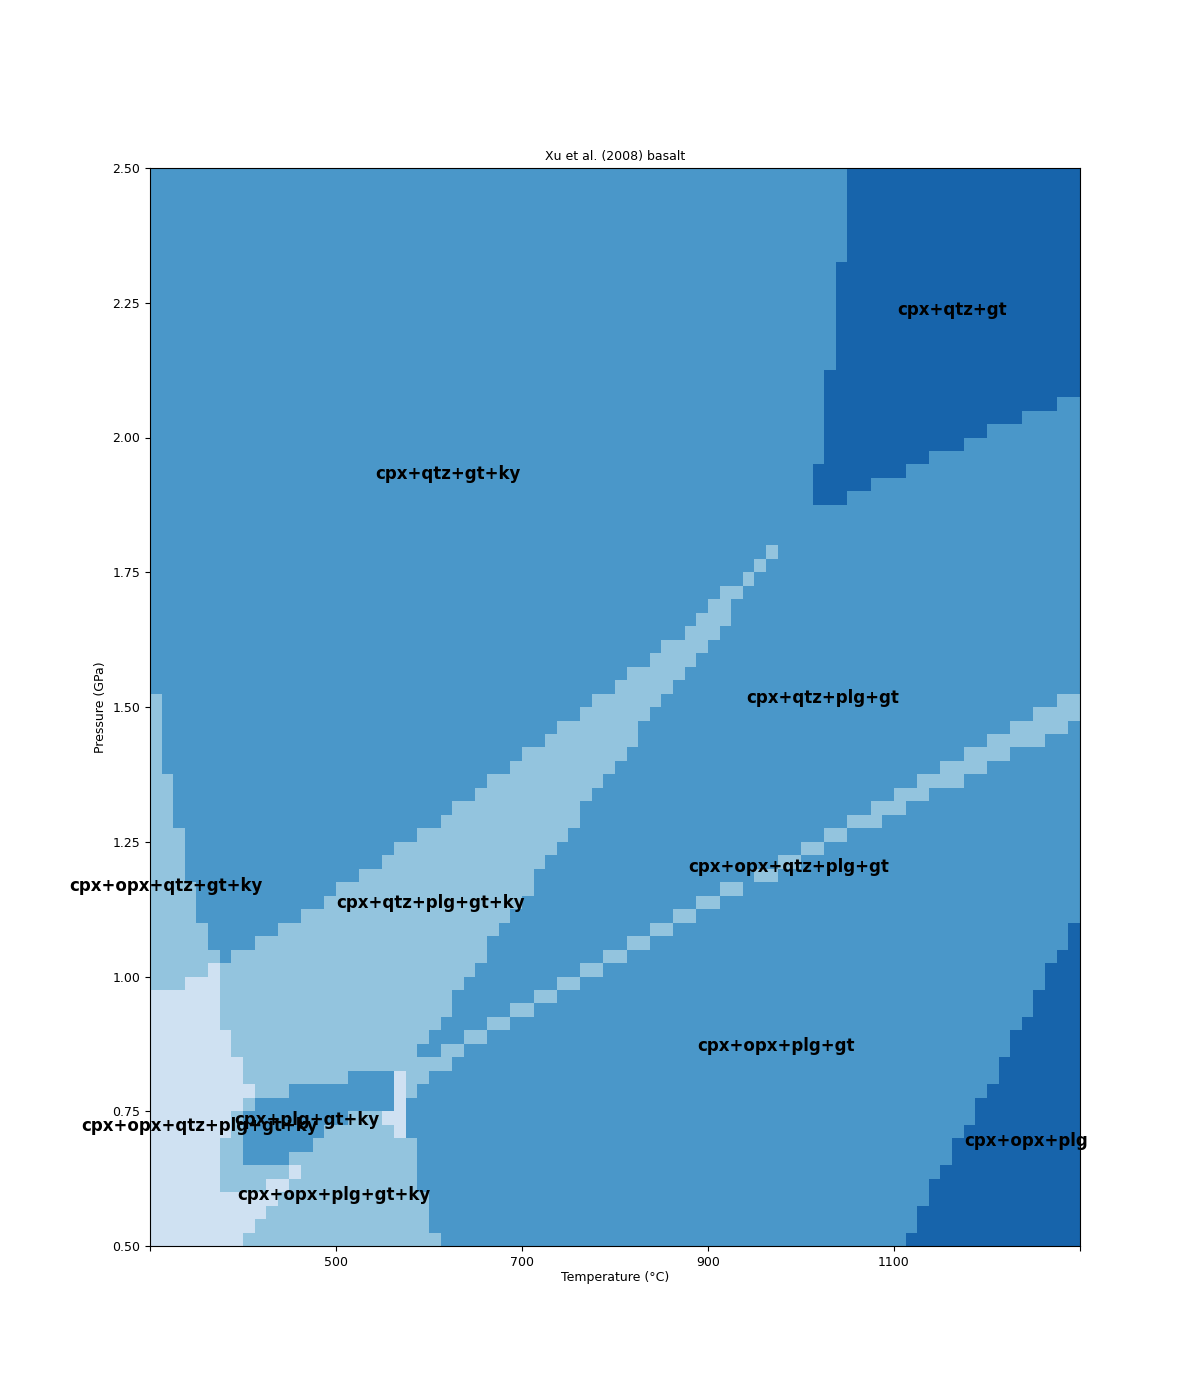 Xu et al. (2008) basalt
2.50
2.25
2.00
1.75
1.50
1.25
1.00
0.75
0.50
Pressure (GPa)
cpx+qtz+gt
cpx+qtz+gt+ky
cpx+qtz+plg+gt
cpx+opx+qtz+plg+gt
cpx+opx+qtz+gt+ky
cpx+qtz+plg+gt+ky
cpx+opx+plg+gt
cpx+plg+gt+ky
cpx+opx+qtz+plg+gt+ky
cpx+opx+plg
cpx+opx+plg+gt+ky
500 700 900 1100
Temperature (°C)